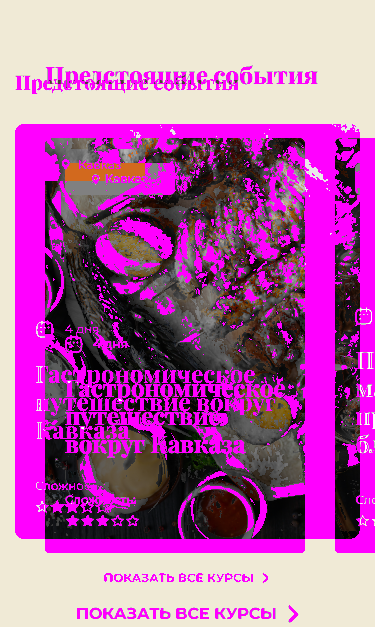 Предстоящие события
Предстоящие события
Кавказ
4 дня
4 дня
Гастрономическое
Гастрономическое
путешествие вокруг
путешествие
Кавказа
вокруг Кавказа
Сложность
Сложность
ПОКАЗАТЬ ВСЕ КУРСЫ
ПОКАЗАТЬ ВСЕ КУРСЫ